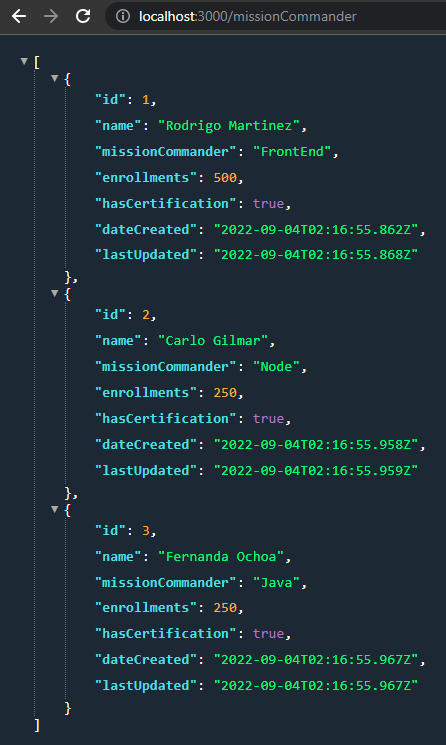 localhost:3000/missionCommander
[
{
"id": 1,
"name": "Rodrigo Martinez",
"missionCommander": "FrontEnd",
"enrollments": 500,
"hasCertification": true,
"dateCreated": "2022-09-04T02:16:55.862Z",
"lastUpdated": "2022-09-04T02:16:55.868Z"
},
{
"id": 2,
"name": "Carlo Gilmar",
"missionCommander": "Node",
"enrollments": 250,
"hasCertification": true,
"dateCreated": "2022-09-04T02:16:55.958Z",
"lastUpdated": "2022-09-04T02:16:55.959Z"
},
{
"id": 3,
"name": "Fernanda Ochoa",
"missionCommander": "Java",
"enrollments": 250,
"hasCertification": true,
"dateCreated": "2022-09-04T02:16:55.967Z",
"lastUpdated": "2022-09-04T02:16:55.967Z"
}
]